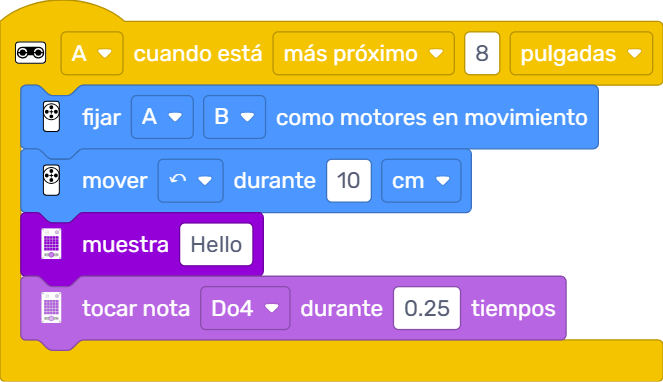 A cuando está más próximo 8 pulgadas
fijar A B como motores en movimiento
mover durante 10 cm
muestra Hello
tocar nota Do4 durante 0.25 tiempos